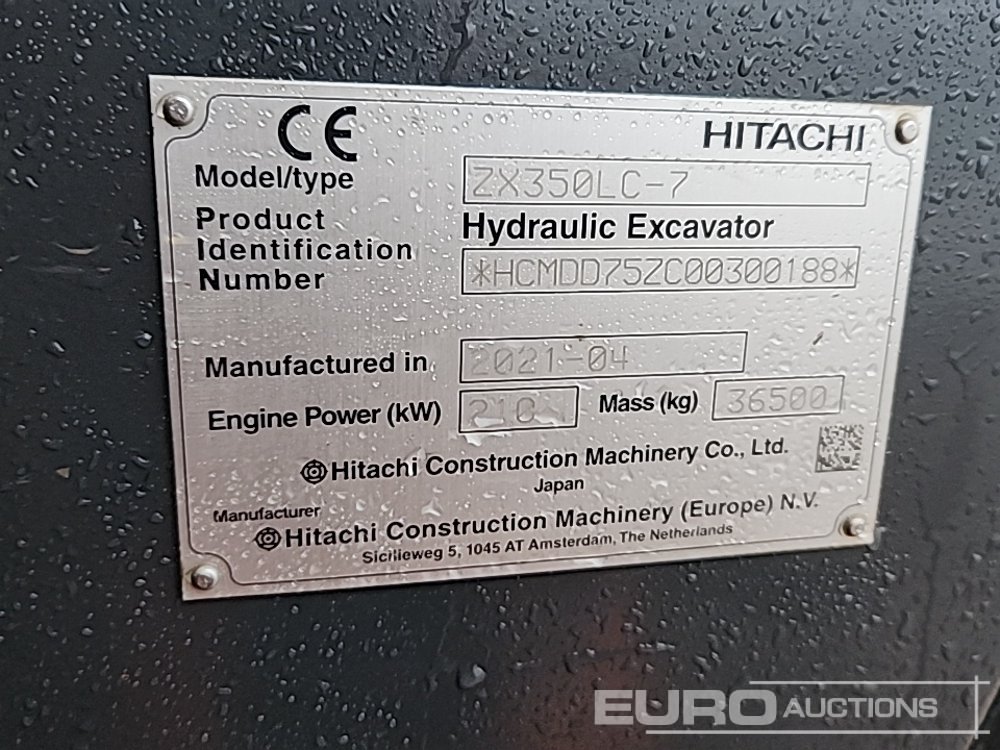 CE
HITACHI
Model/type ZX350LC-7
Product Hydraulic Excavator
Identification
Number *HCMDD75ZC00300188*
Manufactured in 2021-04
Engine Power (kW) 210 Mass (kg) 36500
Hitachi Construction Machinery Co., Ltd.
Japan
Manufacturer
Hitachi Construction Machinery (Europe) N.V.
Sicilieweg 5, 1045 AT Amsterdam, The Netherlands
EURO AUCTIONS